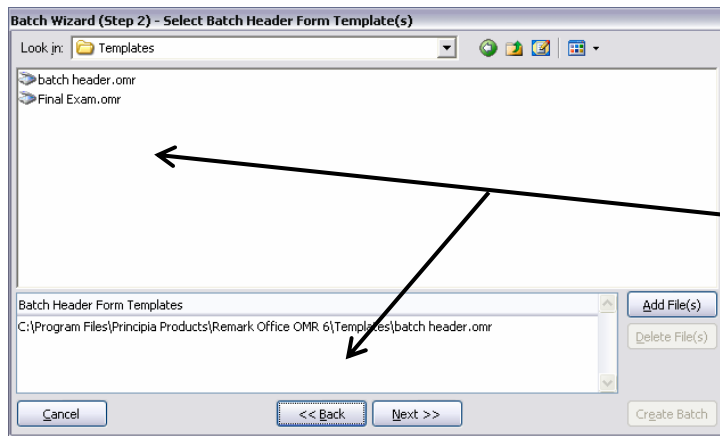 Batch Wizard (Step 2) - Select Batch Header Form Template(s)
Look in: Templates
batch header.omr
Final Exam.omr
Batch Header Form Templates
Add File(s)
C:\Program Files\Principia Products\Remark Office OMR 6\Templates\batch header.omr
Delete File(s)
Cancel
<< Back
Next >>
Create Batch